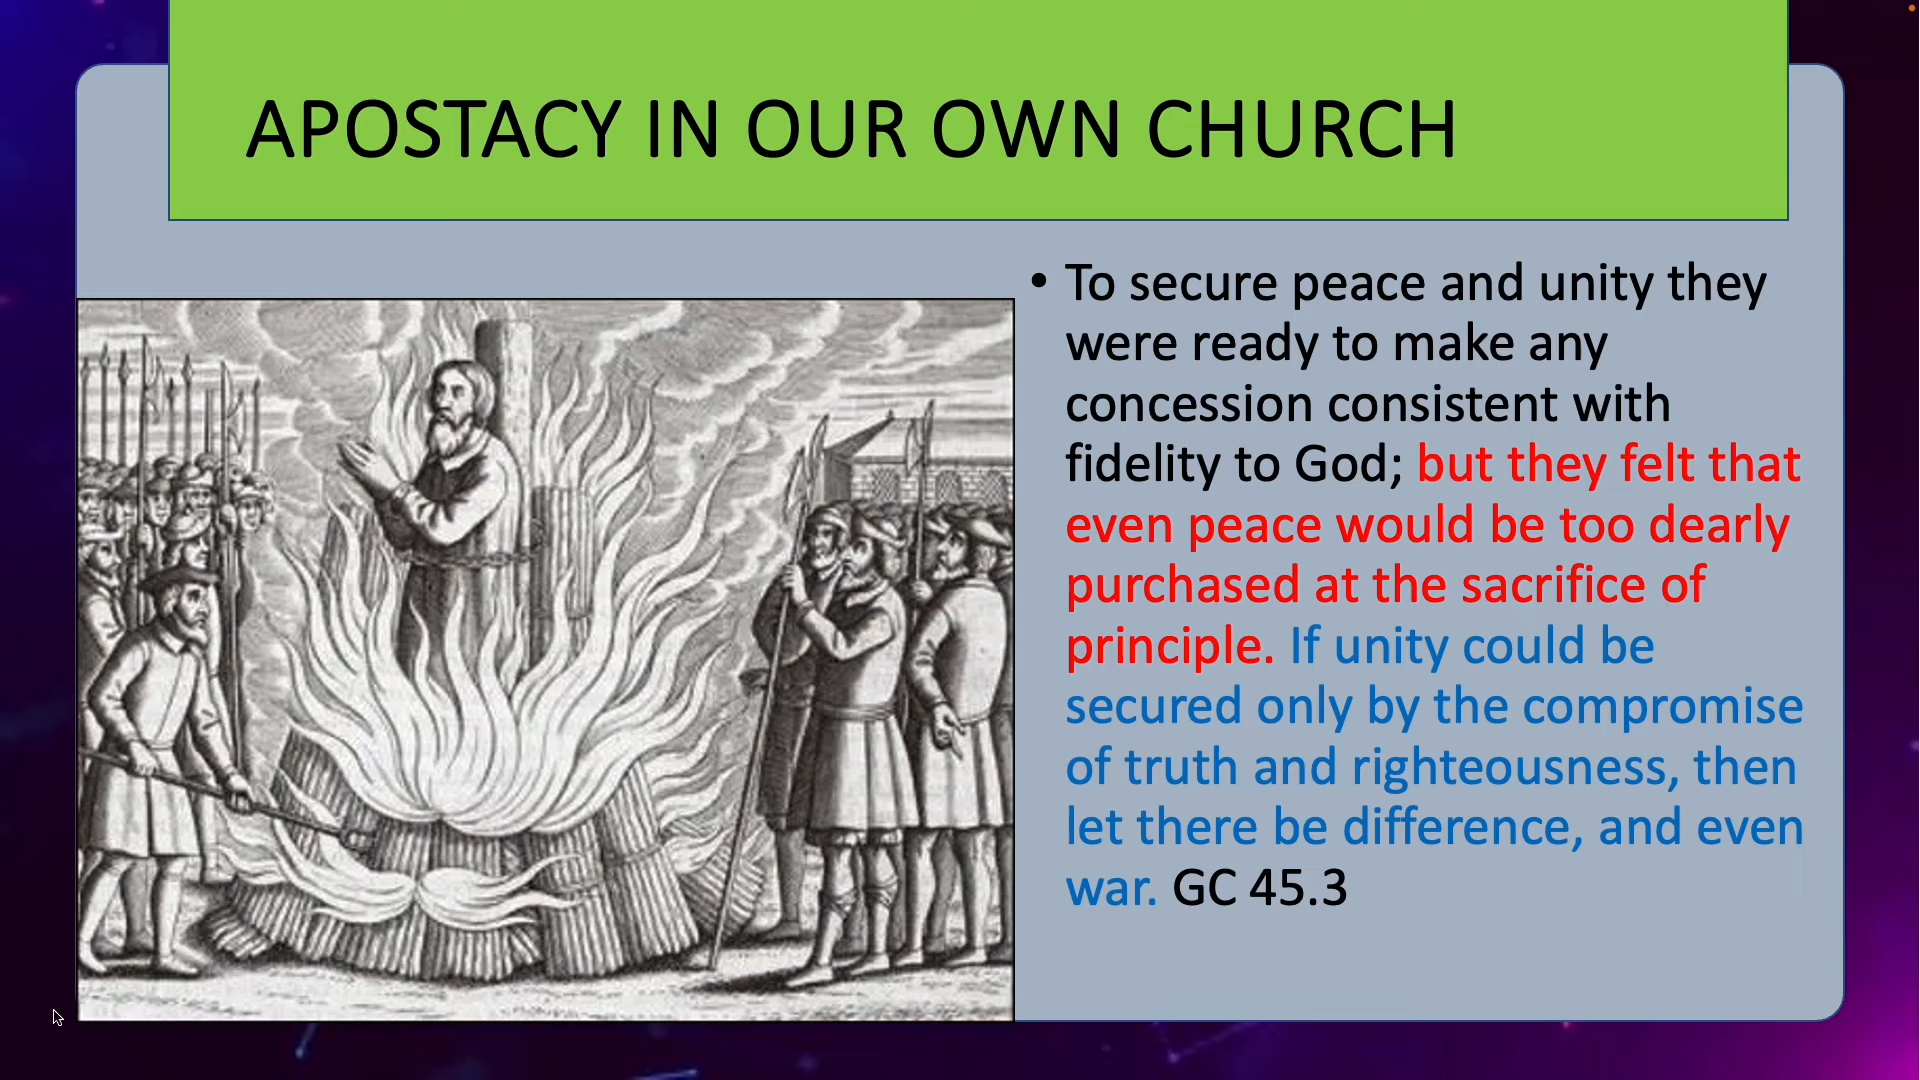 APOSTACY IN OUR OWN CHURCH
• To secure peace and unity they
were ready to make any
concession consistent with
fidelity to God; but they felt that
even peace would be too dearly
purchased at the sacrifice of
principle. If unity could be
secured only by the compromise
of truth and righteousness, then
let there be difference, and even
war. GC 45.3